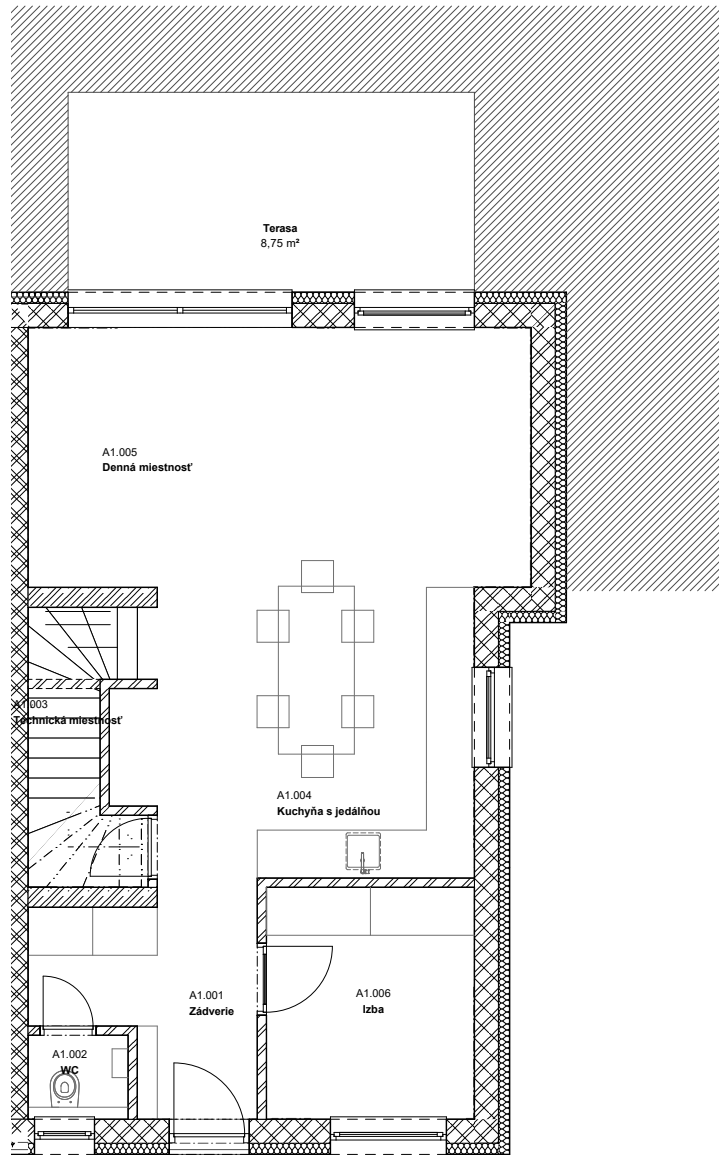 Terasa
8,75 m²
A1.005
Denná miestnosť
A1.003
Technická miestnosť
A1.004
Kuchyňa s jedálňou
A1.001
Zádverie
A1.006
Izba
A1.002
WC